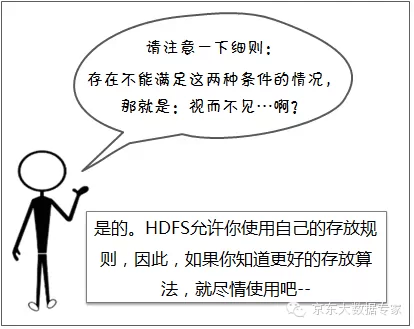 请注意一下细则：
存在不能满足这两种条件的情况，
那就是：视而不见…啊？
是的。HDFS允许你使用自己的存放规
则，因此，如果你知道更好的存放算
法，就尽情使用吧--
京东大数据专家